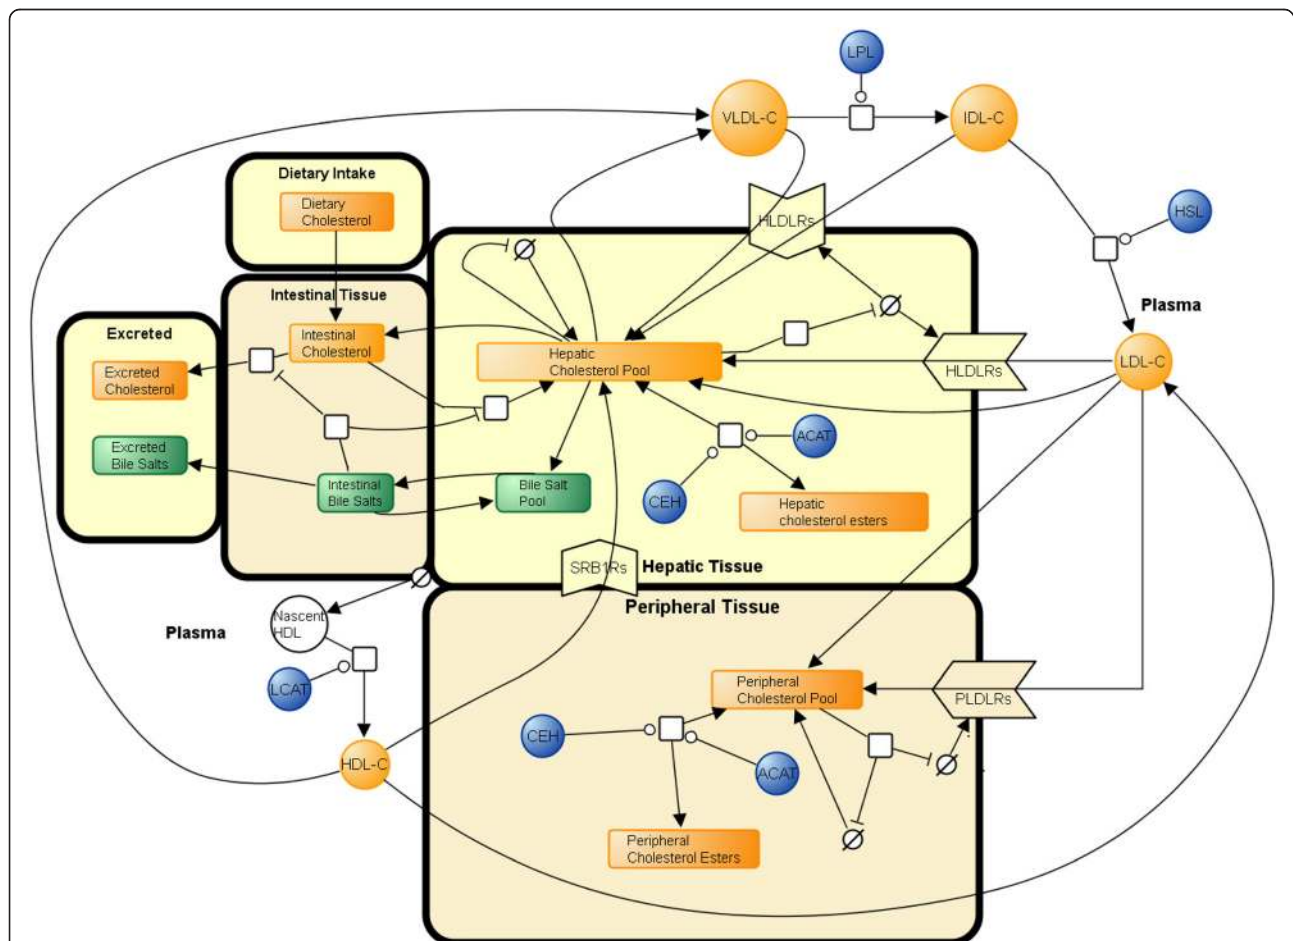 LPL
VLDL-C
IDL-C
Dietary Intake
Dietary
Cholesterol
HLDLRs
HSL
Intestinal Tissue
Plasma
Excreted
Intestinal
Cholesterol
Hepatic
Cholesterol Pool
Excreted
Cholesterol
HLDLRs
LDL-C
ACAT
Excreted
Bile Salts
Intestinal
Bile Salts
Bile Salt
Pool
CEH
Hepatic
cholesterol esters
SRB1Rs
Hepatic Tissue
Peripheral Tissue
Nascent
HDL
Plasma
LCAT
Peripheral
Cholesterol Pool
PLDLRs
CEH
HDL-C
ACAT
Peripheral
Cholesterol Esters